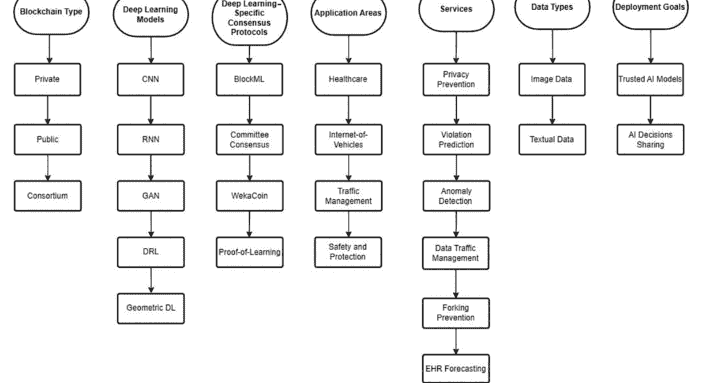 Blockchain Type
Deep Learning
Models
Deep Learning-
Specific
Consensus
Protocols
Application Areas
Services
Data Types
Deployment Goals
Private
CNN
BlockML
Healthcare
Privacy
Prevention
Image Data
Trusted AI Models
Public
RNN
Committee
Consensus
Internet-of-
Vehicles
Violation
Prediction
Textual Data
AI Decisions
Sharing
Consortium
GAN
WekaCoin
Traffic
Management
Anomaly
Detection
DRL
Proof-of-Learning
Safety and
Protection
Data Traffic
Management
Geometric DL
Forking
Prevention
EHR Forecasting